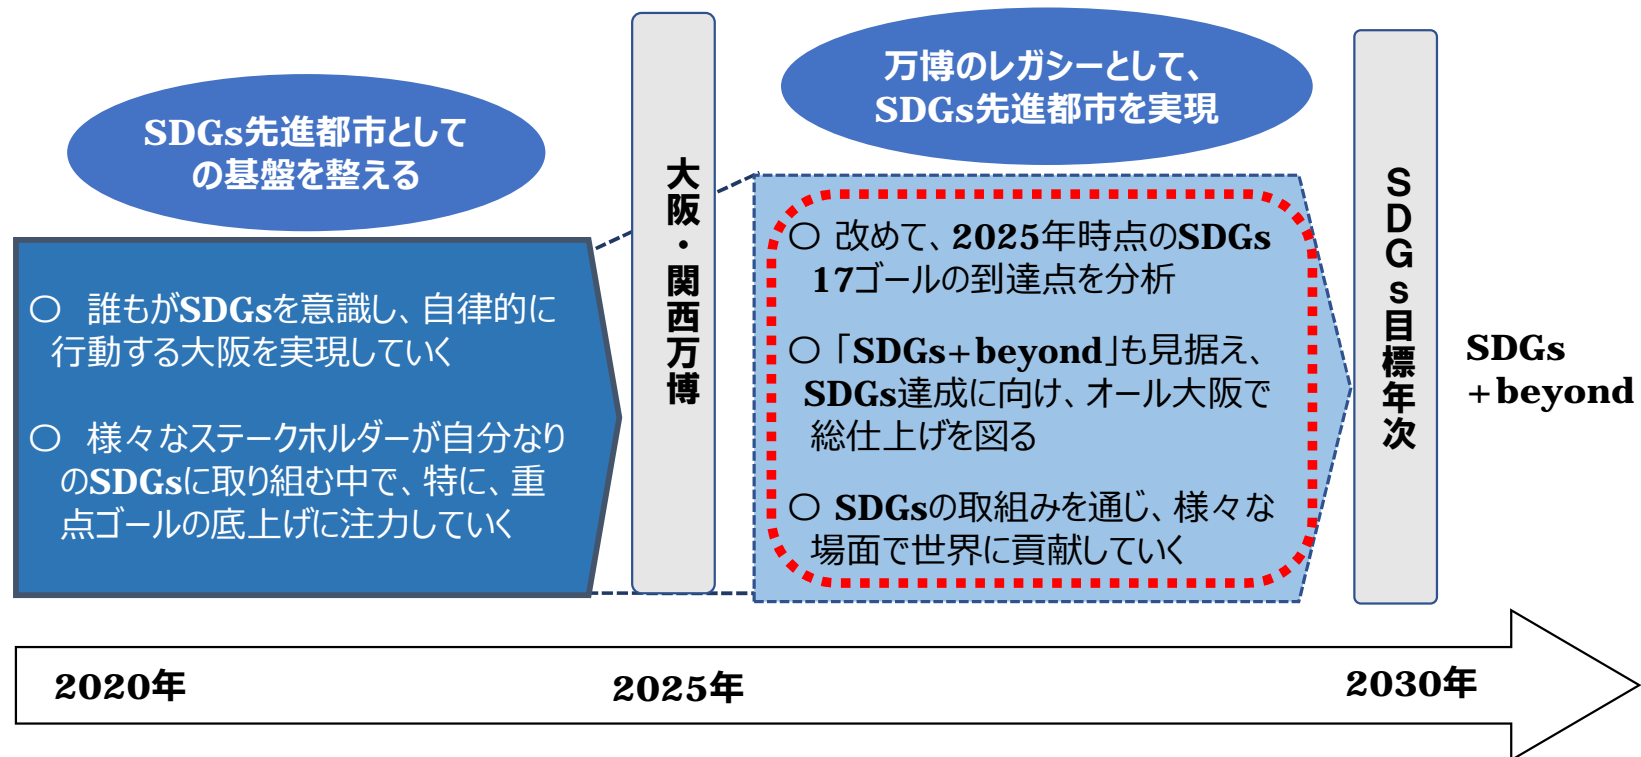 SDGs先進都市として
の基盤を整える
〇 誰もがSDGsを意識し、自律的に
行動する大阪を実現していく
〇 様々なステークホルダーが自分なり
のSDGsに取り組む中で、特に、重
点ゴールの底上げに注力していく
大阪・関西万博
万博のレガシーとして、
SDGs先進都市を実現
〇 改めて、2025年時点のSDGs
17ゴールの到達点を分析
〇「SDGs+beyond」も見据え、
SDGs達成に向け、オール大阪で
総仕上げを図る
〇 SDGsの取組みを通じ、様々な
場面で世界に貢献していく
SDGs目標年次
SDGs
+beyond
2020年
2025年
2030年